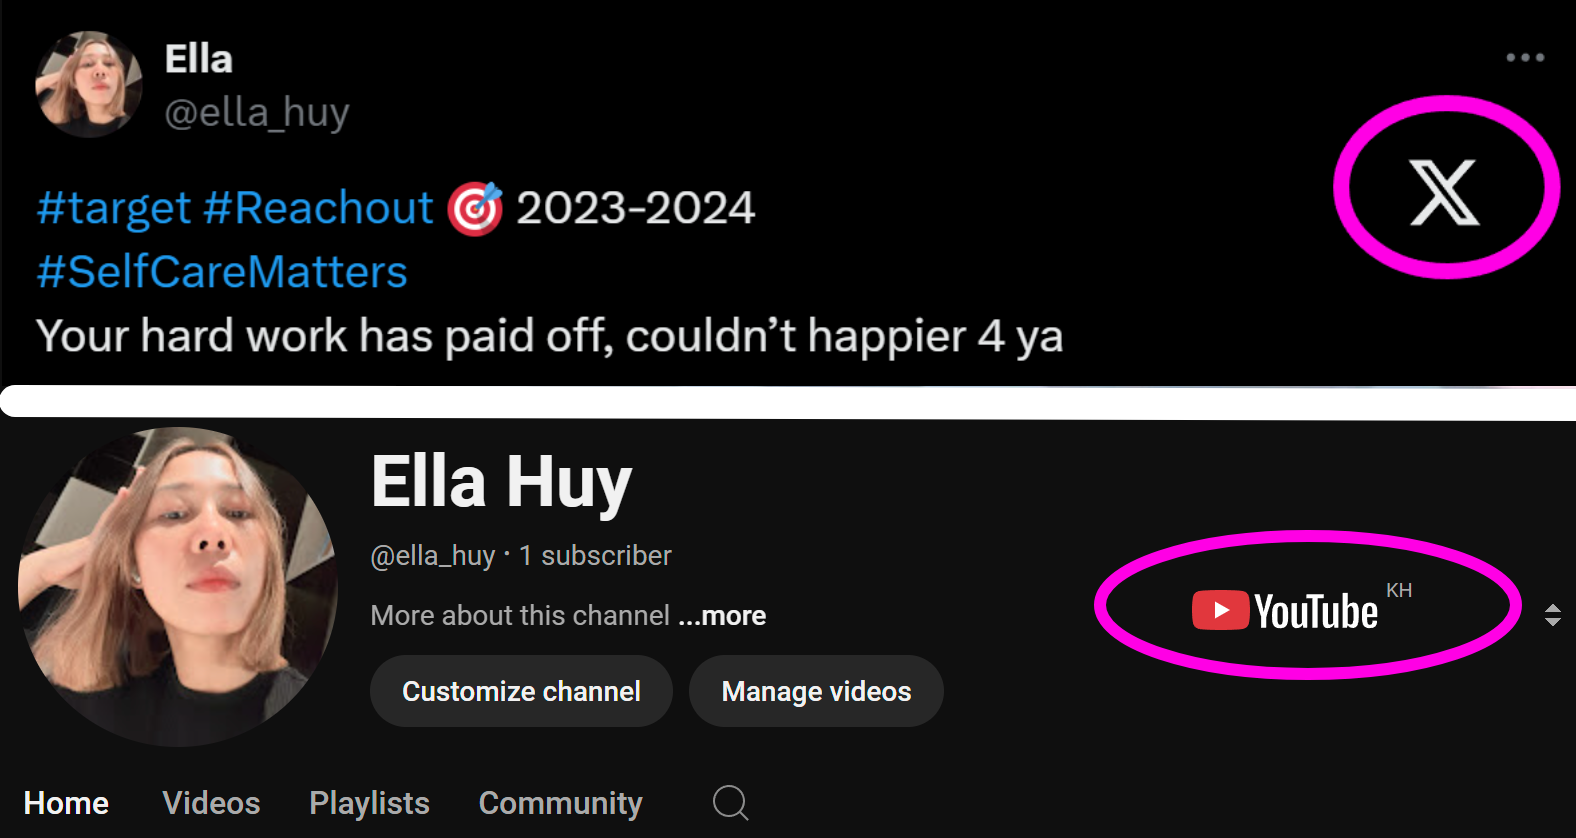 Ella
@ella_huy
#target #Reachout 🎯 2023-2024
#SelfCareMatters
Your hard work has paid off, couldn’t happier 4 ya
Ella Huy
@ella_huy · 1 subscriber
More about this channel ...more
YouTube KH
Customize channel Manage videos
Home Videos Playlists Community